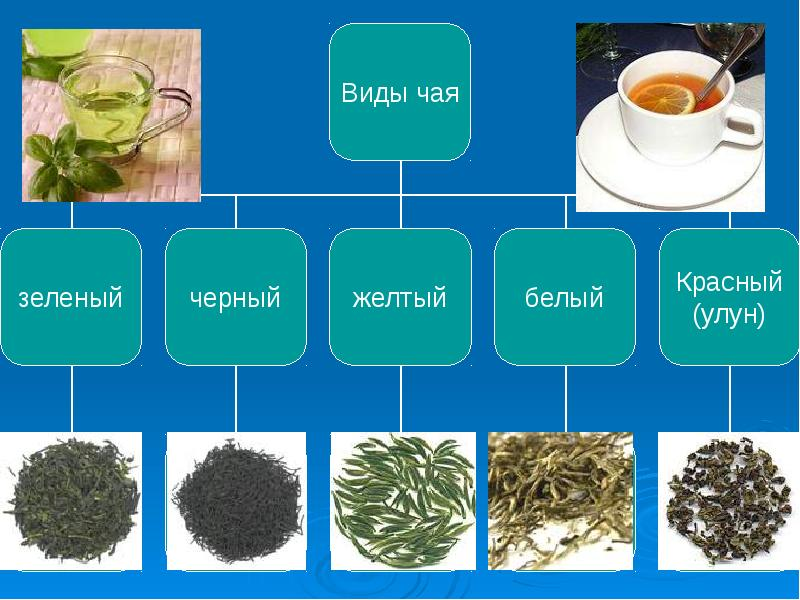 Виды чая
зеленый
черный
желтый
белый
Красный
(улун)